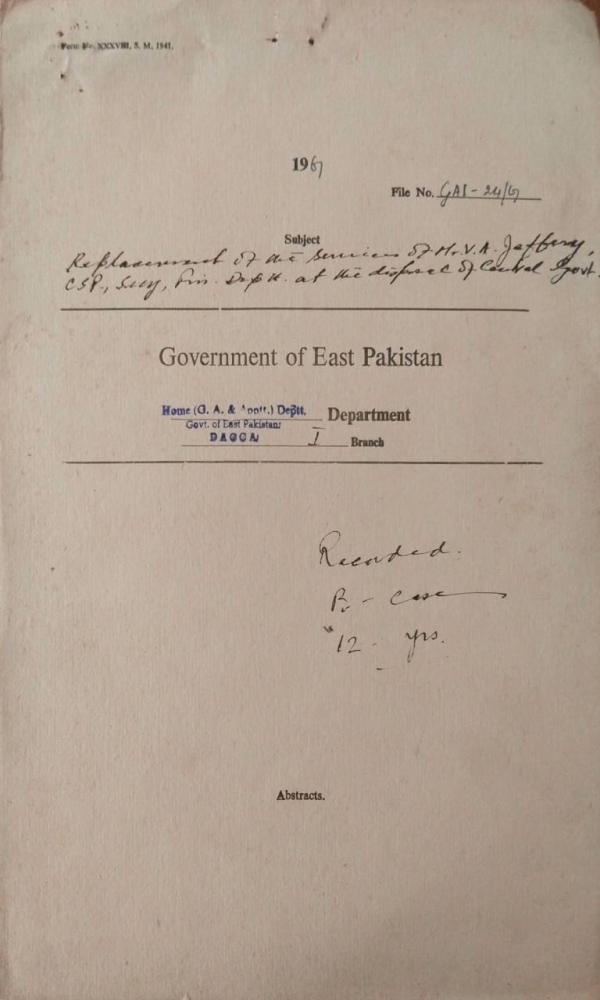 Form No. XXXVIII, S. M., 1941.
1967
File No. GAI - 24/67
Subject
Replacement of the services of Mr. V.A. Jaffery,
CSP., Secy, Fin. Deptt. at the disposal of Central Govt.
Government of East Pakistan
Home (G. A. & Apptt.) Deptt. Department
Govt. of East Pakistan
DACCA I Branch
Recorded.
B - case
12 yrs.
Abstracts.